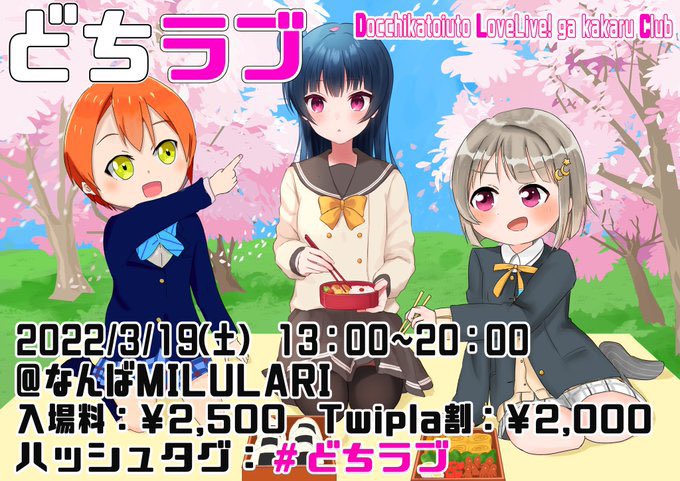 どちラブ
Docchikatoiuto LoveLive! ga kakaru Club
2022/3/19(土) 13:00~20:00
@なんばMILULARI
入場料:¥2,500 Twipla割:¥2,000
ハッシュタグ:#どちラブ